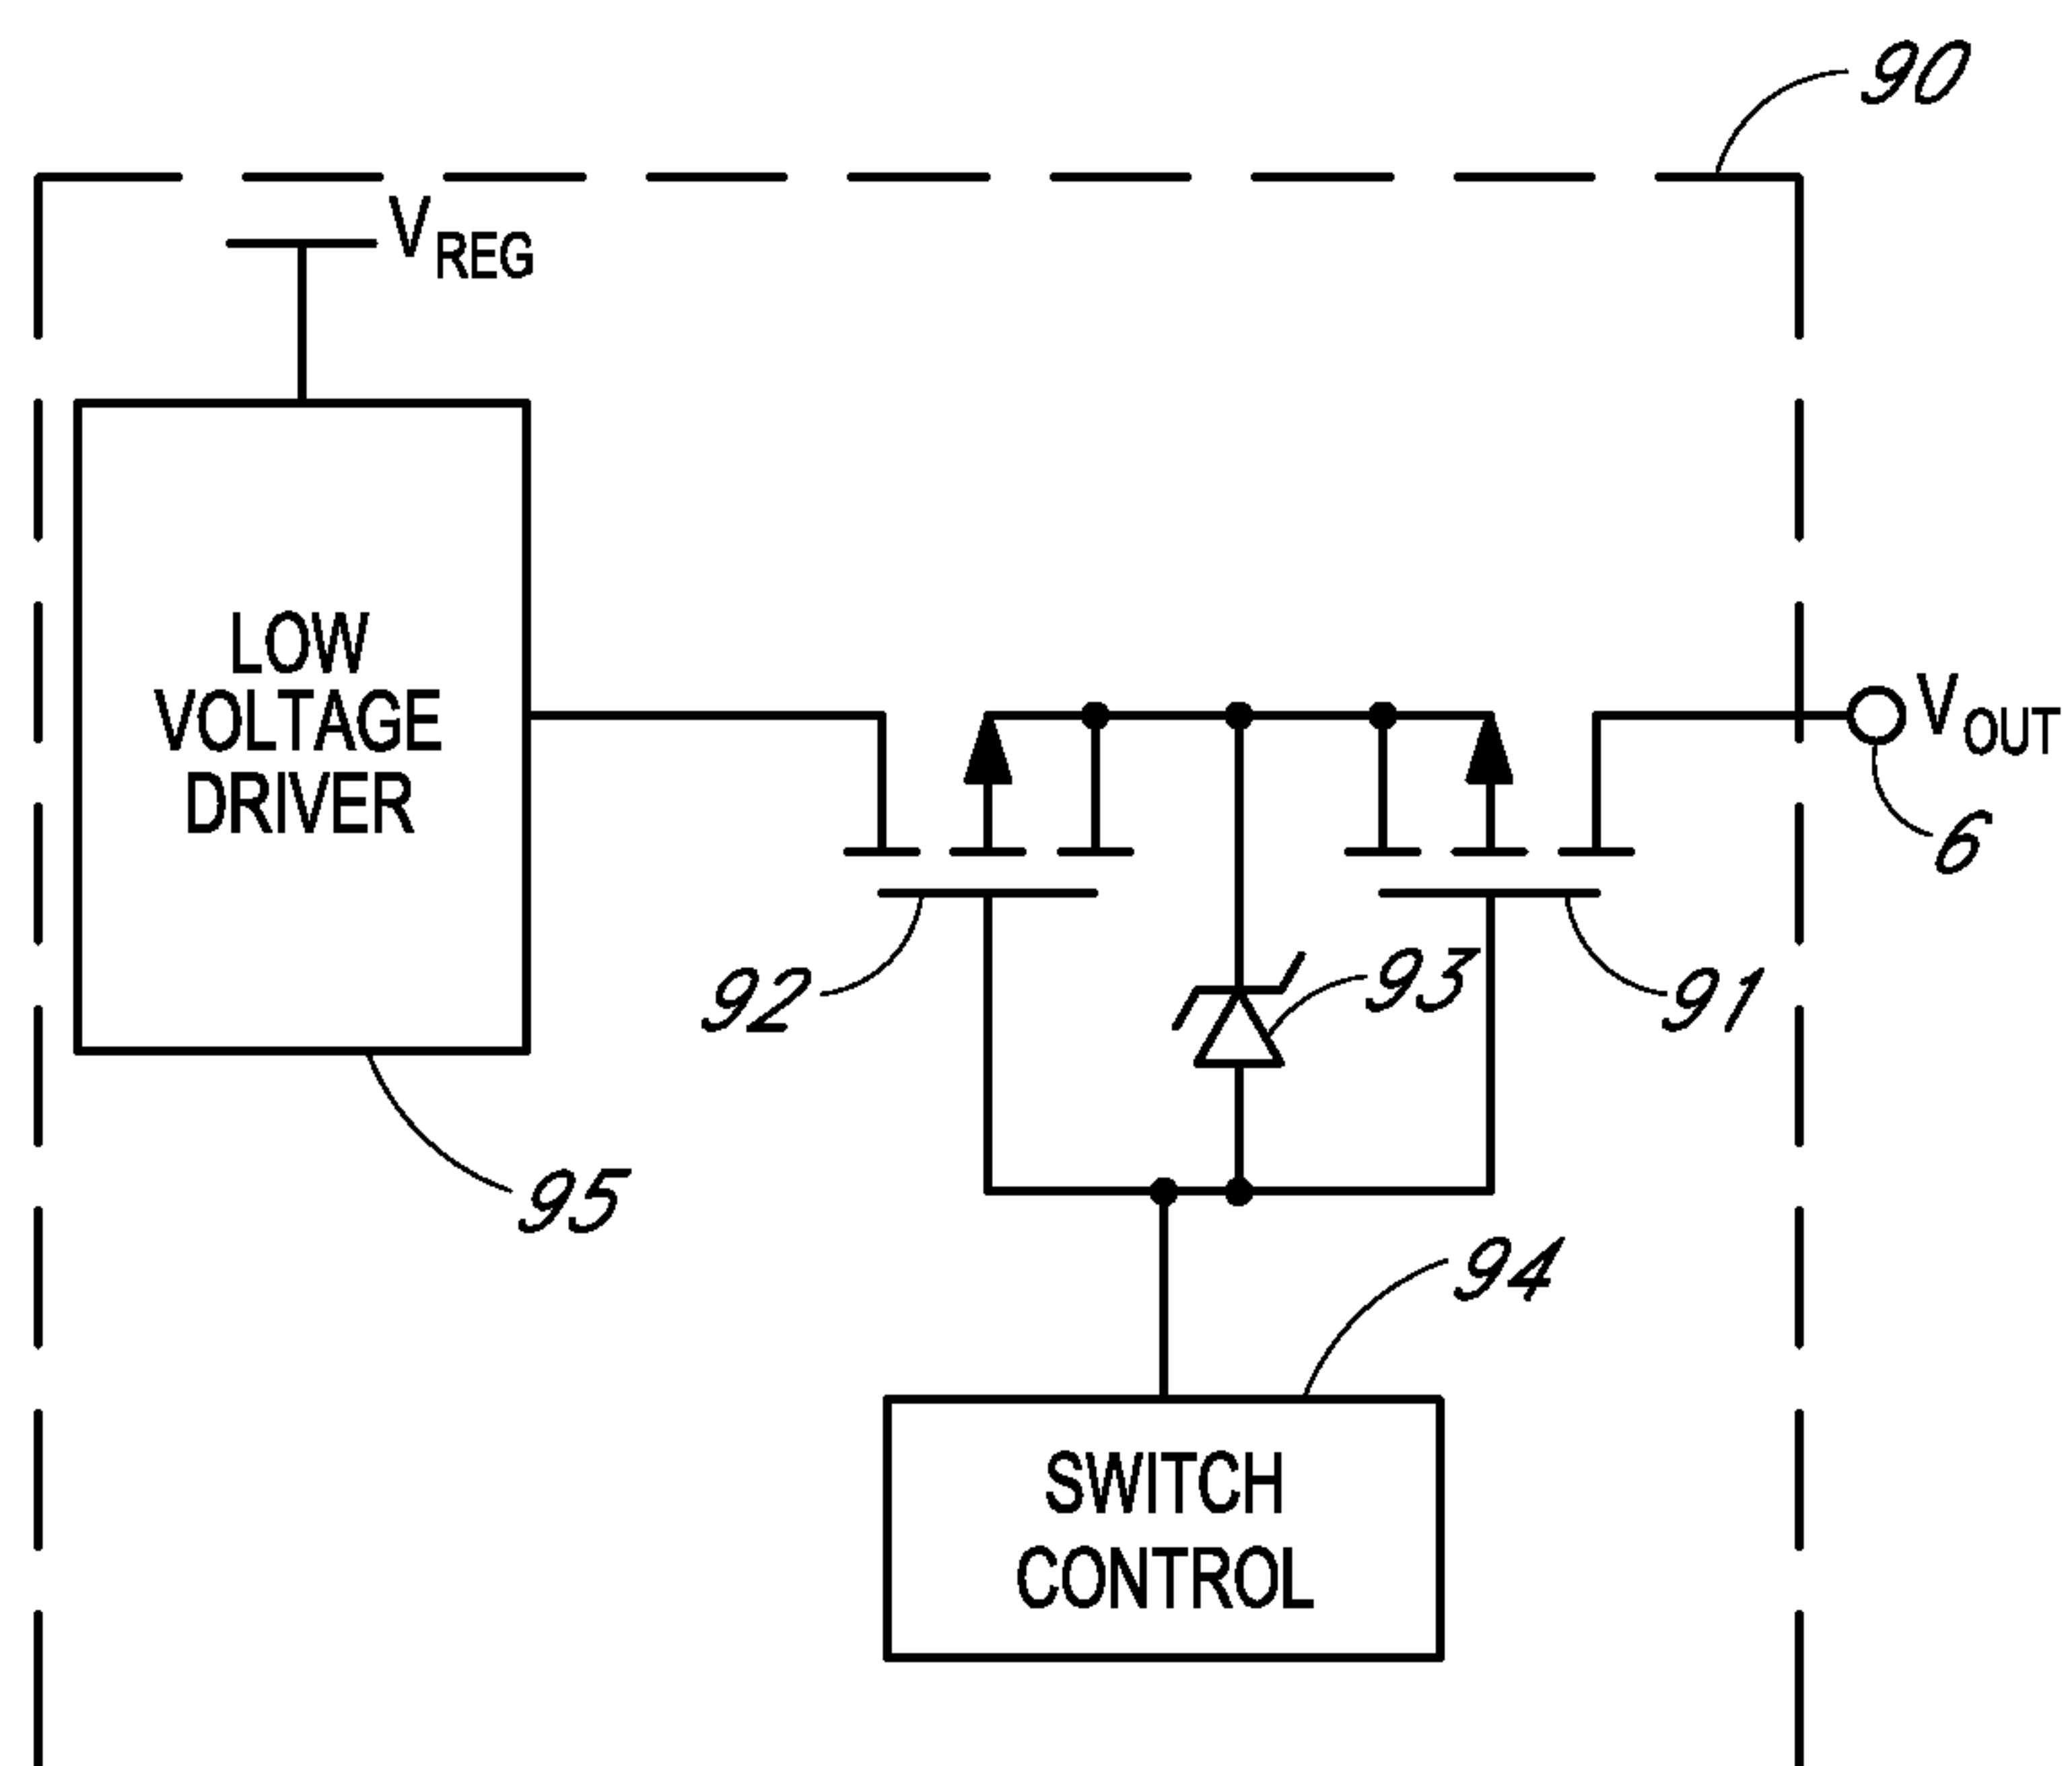 90
VREG
LOW
VOLTAGE
DRIVER
VOUT
6
92
93
91
95
94
SWITCH
CONTROL